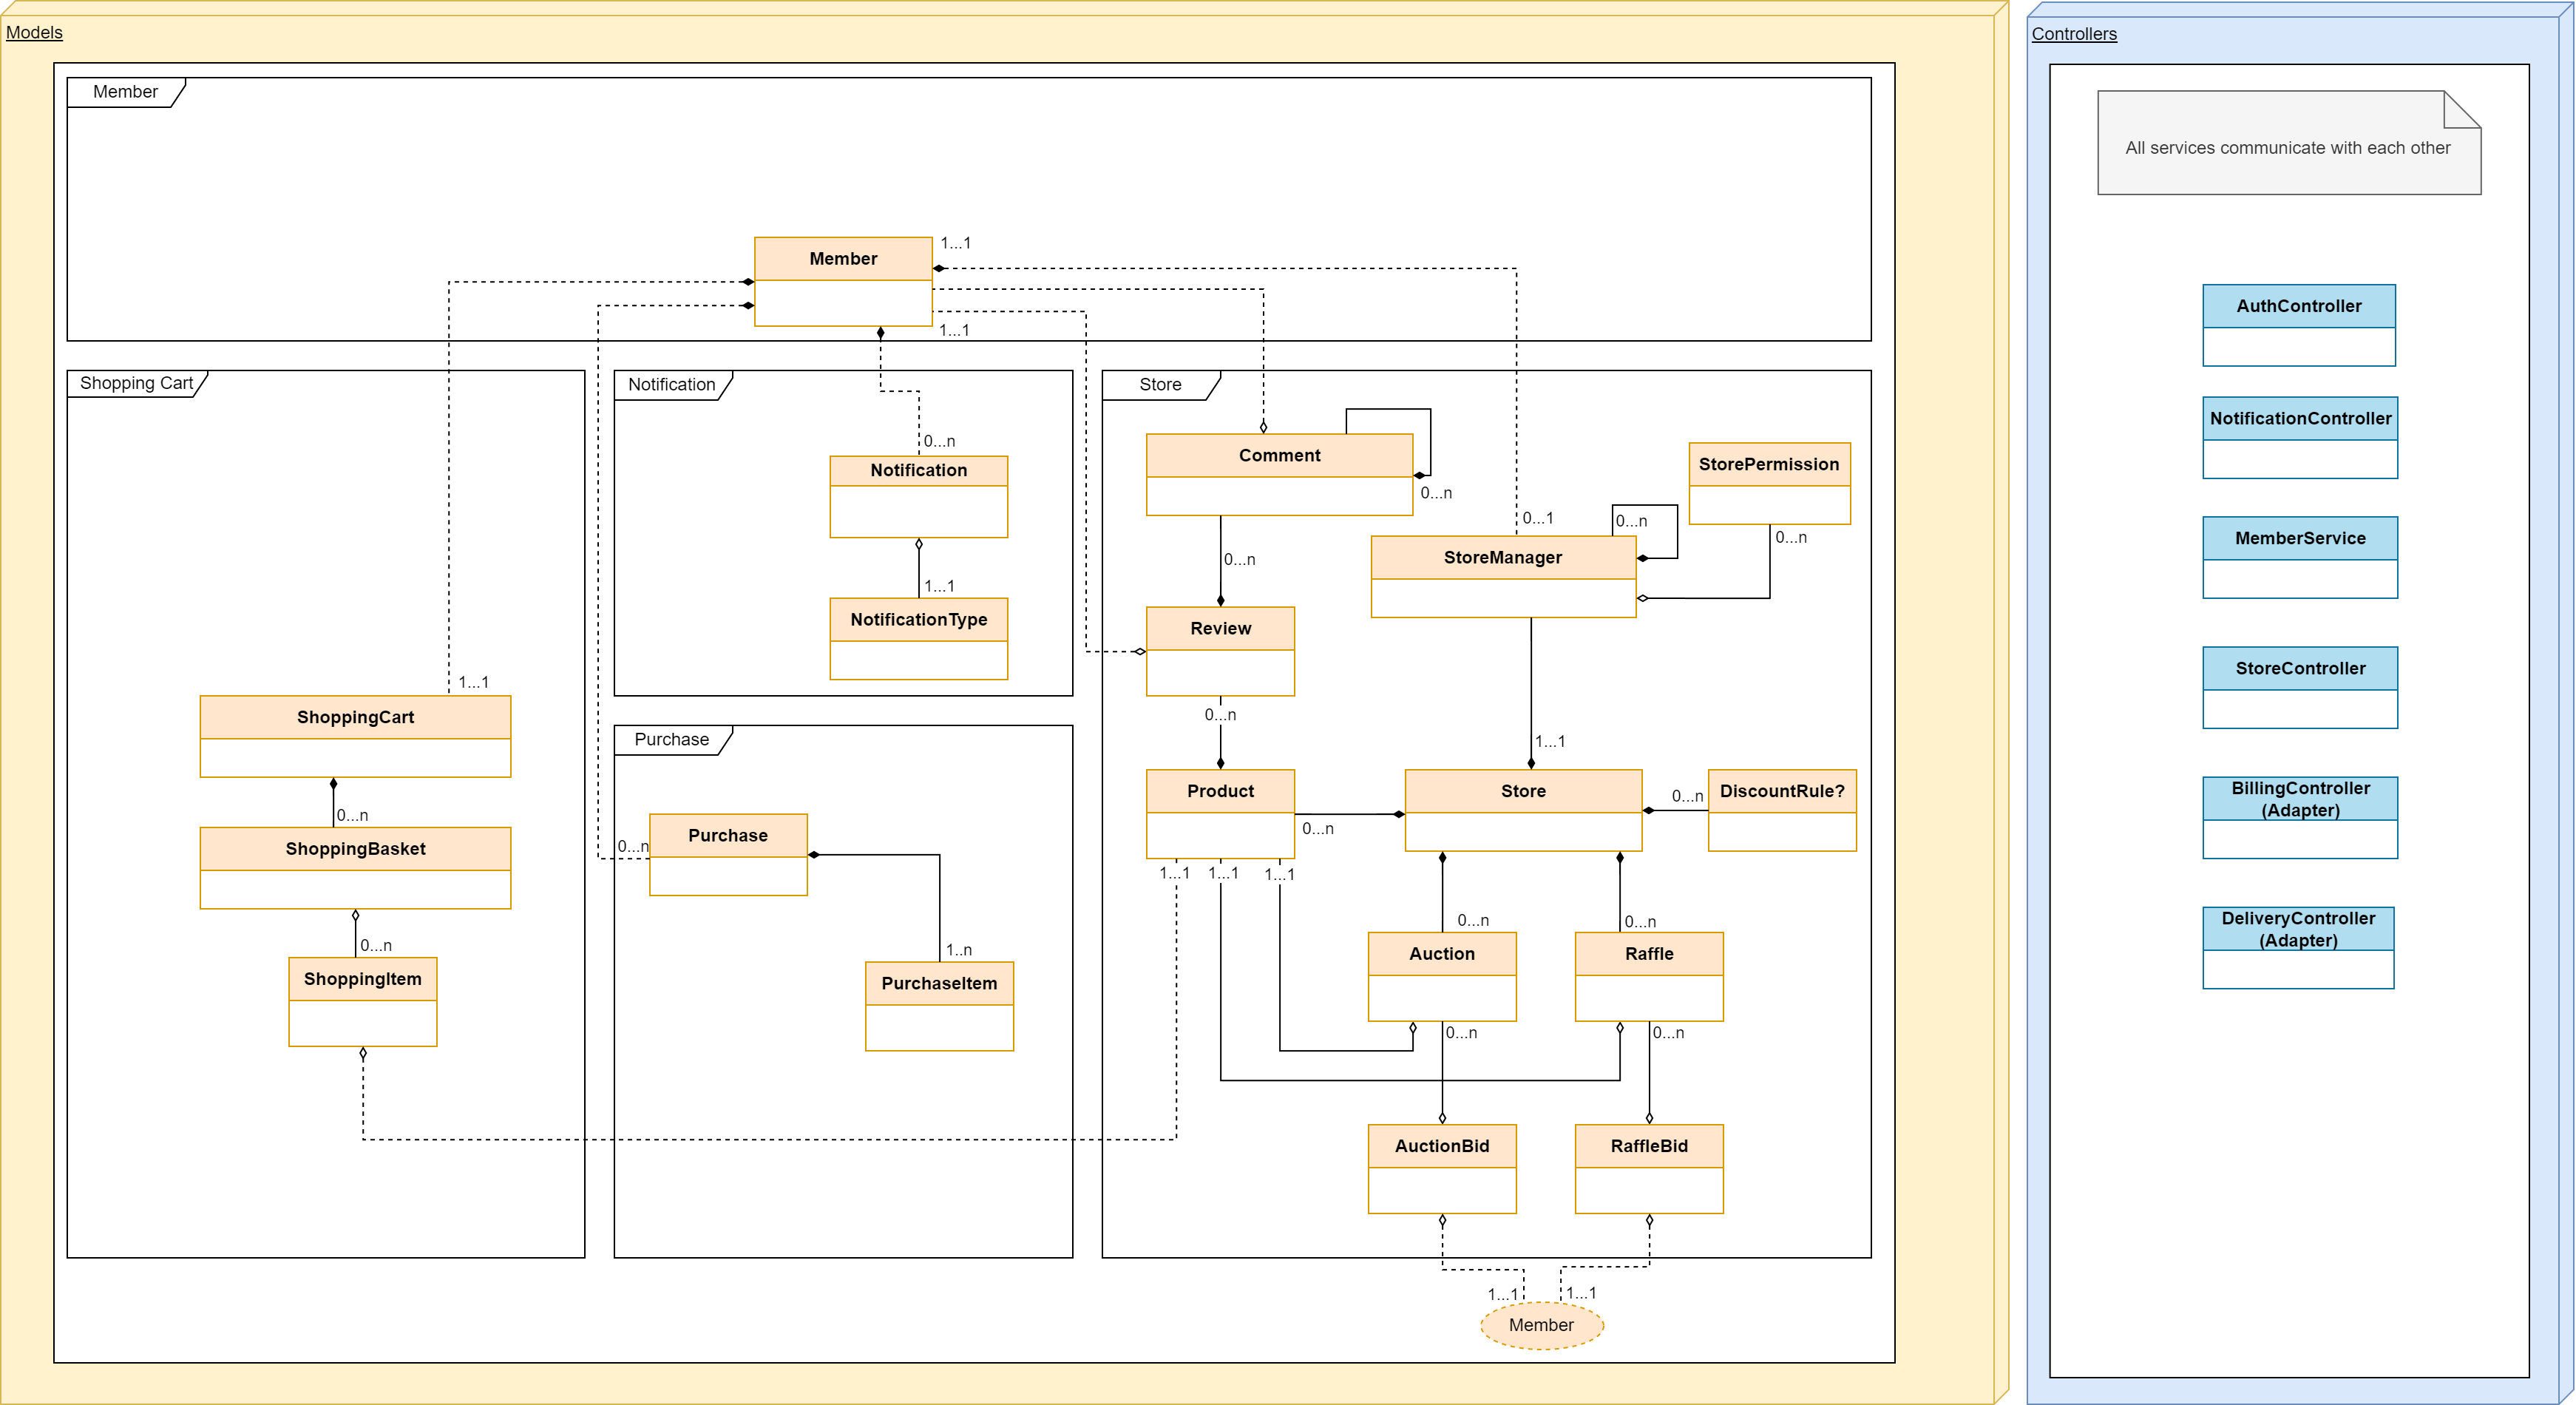 Models
Member
Member
1...1
1...1
Shopping Cart
1...1
ShoppingCart
0...n
ShoppingBasket
0...n
ShoppingItem
Notification
0...n
Notification
1...1
NotificationType
Purchase
0...n
Purchase
1..n
PurchaseItem
Store
Comment
0...n
StorePermission
0...n
0...n
0...1
StoreManager
0...n
Review
0...n
1...1
Product
0...n
Store
0...n
DiscountRule?
1...1
1...1
1...1
0...n
0...n
Auction
Raffle
0...n
0...n
AuctionBid
RaffleBid
1...1
1...1
Member
Controllers
All services communicate with each other
AuthController
NotificationController
MemberService
StoreController
BillingController
(Adapter)
DeliveryController
(Adapter)